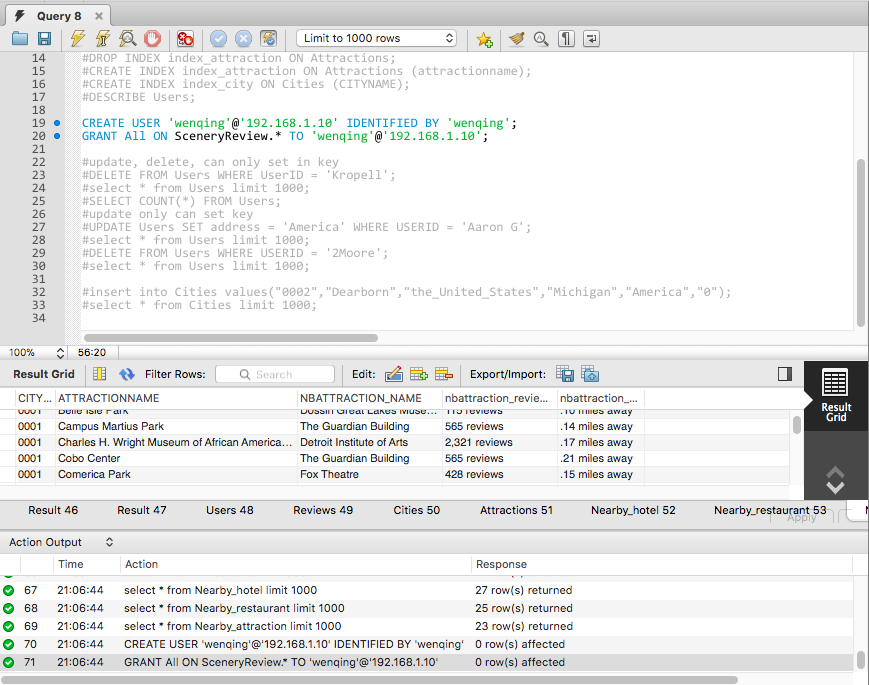 Query 8
Limit to 1000 rows
14 #DROP INDEX index_attraction ON Attractions;
15 #CREATE INDEX index_attraction ON Attractions (attractionname);
16 #CREATE INDEX index_city ON Cities (CITYNAME);
17 #DESCRIBE Users;
18
19 CREATE USER 'wenqing'@'192.168.1.10' IDENTIFIED BY 'wenqing';
20 GRANT All ON SceneryReview.* TO 'wenqing'@'192.168.1.10';
21
22 #update, delete, can only set in key
23 #DELETE FROM Users WHERE UserID = 'Kropell';
24 #select * from Users limit 1000;
25 #SELECT COUNT(*) FROM Users;
26 #update only can set key
27 #UPDATE Users SET address = 'America' WHERE USERID = 'Aaron G';
28 #select * from Users limit 1000;
29 #DELETE FROM Users WHERE USERID = '2Moore';
30 #select * from Users limit 1000;
31
32 #insert into Cities values("0002","Dearborn","the_United_States","Michigan","America","0");
33 #select * from Cities limit 1000;
34
100% 56:20
Result Grid Filter Rows: Search Edit: Export/Import:
CITY... ATTRACTIONNAME NBATTRACTION_NAME nbattraction_revie... nbattraction_...
0001 Belle Isle Park Dossin Great Lakes Muse... 115 reviews .10 miles away
0001 Campus Martius Park The Guardian Building 565 reviews .14 miles away
0001 Charles H. Wright Museum of African America... Detroit Institute of Arts 2,321 reviews .17 miles away
0001 Cobo Center The Guardian Building 565 reviews .21 miles away
0001 Comerica Park Fox Theatre 428 reviews .15 miles away
Result Grid
Result 46 Result 47 Users 48 Reviews 49 Cities 50 Attractions 51 Nearby_hotel 52 Nearby_restaurant 53
Apply
Action Output
Time Action Response
67 21:06:44 select * from Nearby_hotel limit 1000 27 row(s) returned
68 21:06:44 select * from Nearby_restaurant limit 1000 25 row(s) returned
69 21:06:44 select * from Nearby_attraction limit 1000 23 row(s) returned
70 21:06:44 CREATE USER 'wenqing'@'192.168.1.10' IDENTIFIED BY 'wenqing' 0 row(s) affected
71 21:06:44 GRANT All ON SceneryReview.* TO 'wenqing'@'192.168.1.10' 0 row(s) affected